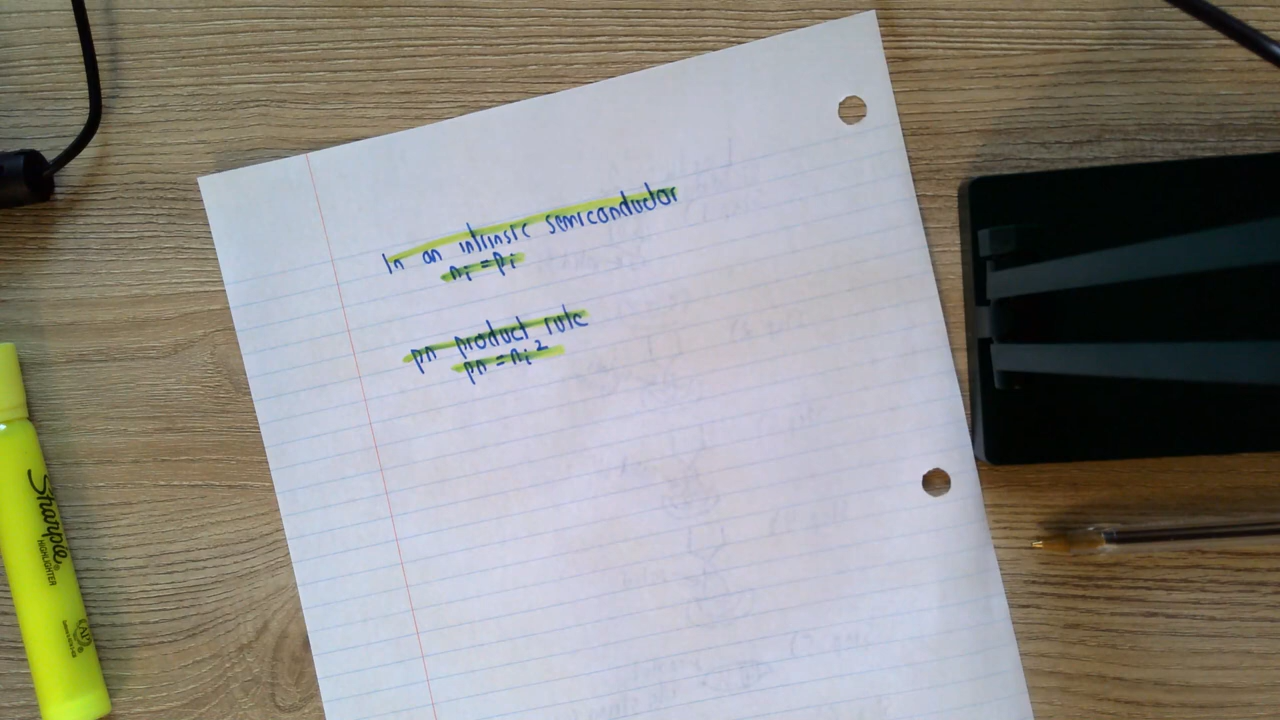 In an intrinsic semiconductor
nᵢ = pᵢ
pn product rule
pn = nᵢ²
Sharpie
HIGHLIGHTER